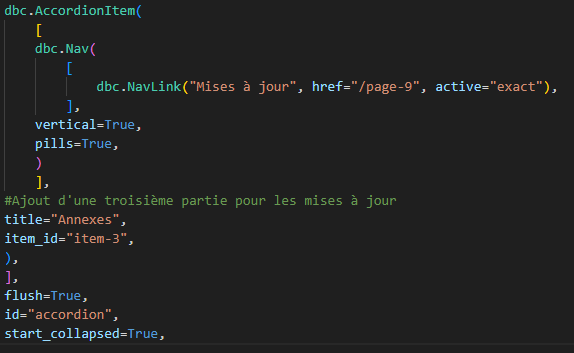 dbc.AccordionItem(
[
dbc.Nav(
[
dbc.NavLink("Mises à jour", href="/page-9", active="exact"),
],
vertical=True,
pills=True,
)
],
#Ajout d'une troisième partie pour les mises à jour
title="Annexes",
item_id="item-3",
),
],
flush=True,
id="accordion",
start_collapsed=True,